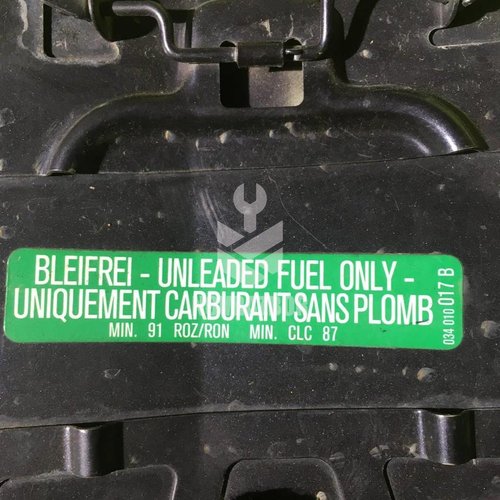 BLEIFREI - UNLEADED FUEL ONLY -
UNIQUEMENT CARBURANT SANS PLOMB
MIN. 91 ROZ/RON MIN. CLC 87
034 010 017 B